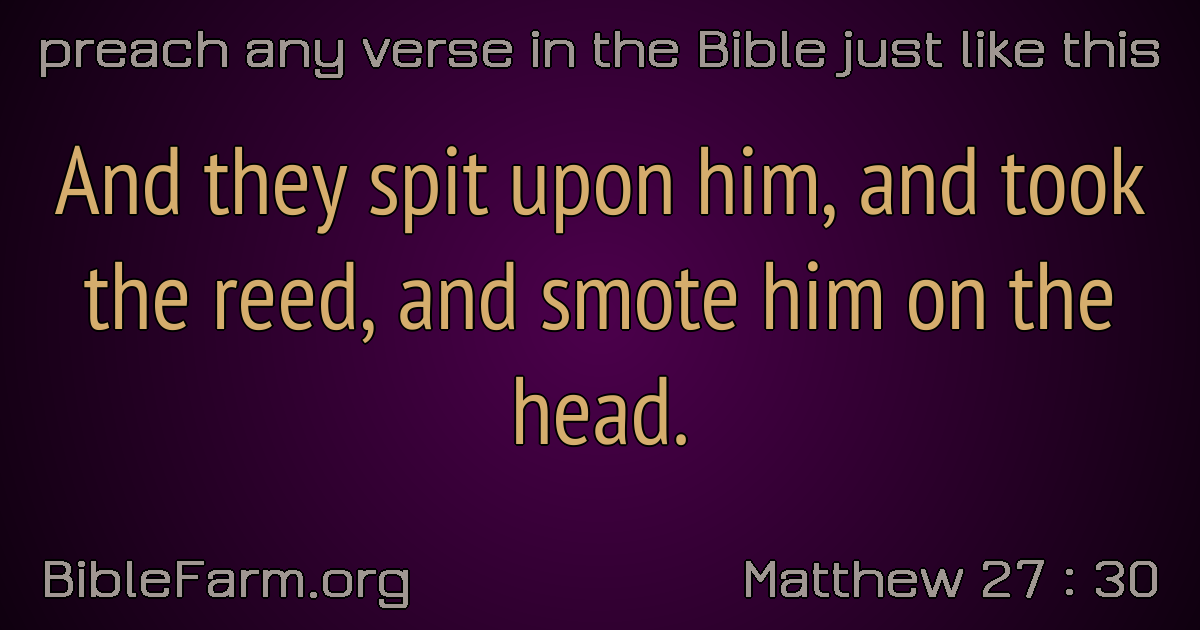 preach any verse in the Bible just like this
And they spit upon him, and took
the reed, and smote him on the
head.
BibleFarm.org
Matthew 27 : 30